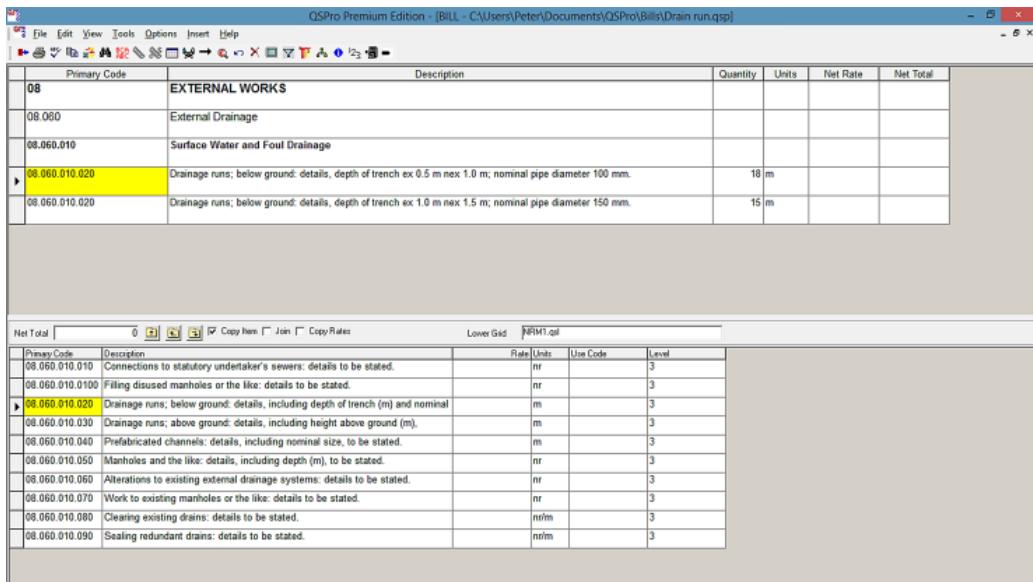 QSPro Premium Edition - [BILL - C:\Users\Peter\Documents\QSPro\Bills\Drain run.qsp]
File Edit View Tools Options Insert Help
Primary Code Description Quantity Units Net Rate Net Total
08 EXTERNAL WORKS
08.060 External Drainage
08.060.010 Surface Water and Foul Drainage
08.060.010.020 Drainage runs; below ground: details, depth of trench ex 0.5 m nex 1.0 m; nominal pipe diameter 100 mm. 18 m
08.060.010.020 Drainage runs; below ground: details, depth of trench ex 1.0 m nex 1.5 m; nominal pipe diameter 150 mm. 15 m
Net Total 0 Copy Item Join Copy Rates Lower Grid NRM1.qsl
Primary Code Description Rate Units Use Code Level
08.060.010.010 Connections to statutory undertaker's sewers: details to be stated. nr 3
08.060.010.0100 Filling disused manholes or the like: details to be stated. nr 3
08.060.010.020 Drainage runs; below ground: details, including depth of trench (m) and nominal m 3
08.060.010.030 Drainage runs; above ground: details, including height above ground (m), m 3
08.060.010.040 Prefabricated channels: details, including nominal size, to be stated. m 3
08.060.010.050 Manholes and the like: details, including depth (m), to be stated. nr 3
08.060.010.060 Alterations to existing external drainage systems: details to be stated. nr 3
08.060.010.070 Work to existing manholes or the like: details to be stated. nr 3
08.060.010.080 Clearing existing drains: details to be stated. nr/m 3
08.060.010.090 Sealing redundant drains: details to be stated. nr/m 3